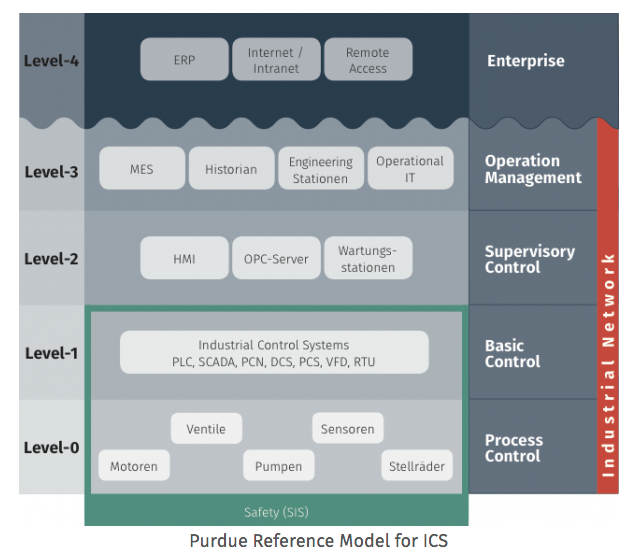 Level-4
ERP
Internet /
Intranet
Remote
Access
Enterprise
Level-3
MES
Historian
Engineering
Stationen
Operational
IT
Operation
Management
Level-2
HMI
OPC-Server
Wartungs-
stationen
Supervisory
Control
Level-1
Industrial Control Systems
PLC, SCADA, PCN, DCS, PCS, VFD, RTU
Basic
Control
Level-0
Ventile
Sensoren
Motoren
Pumpen
Stellräder
Process
Control
Industrial Network
Safety (SIS)
Purdue Reference Model for ICS